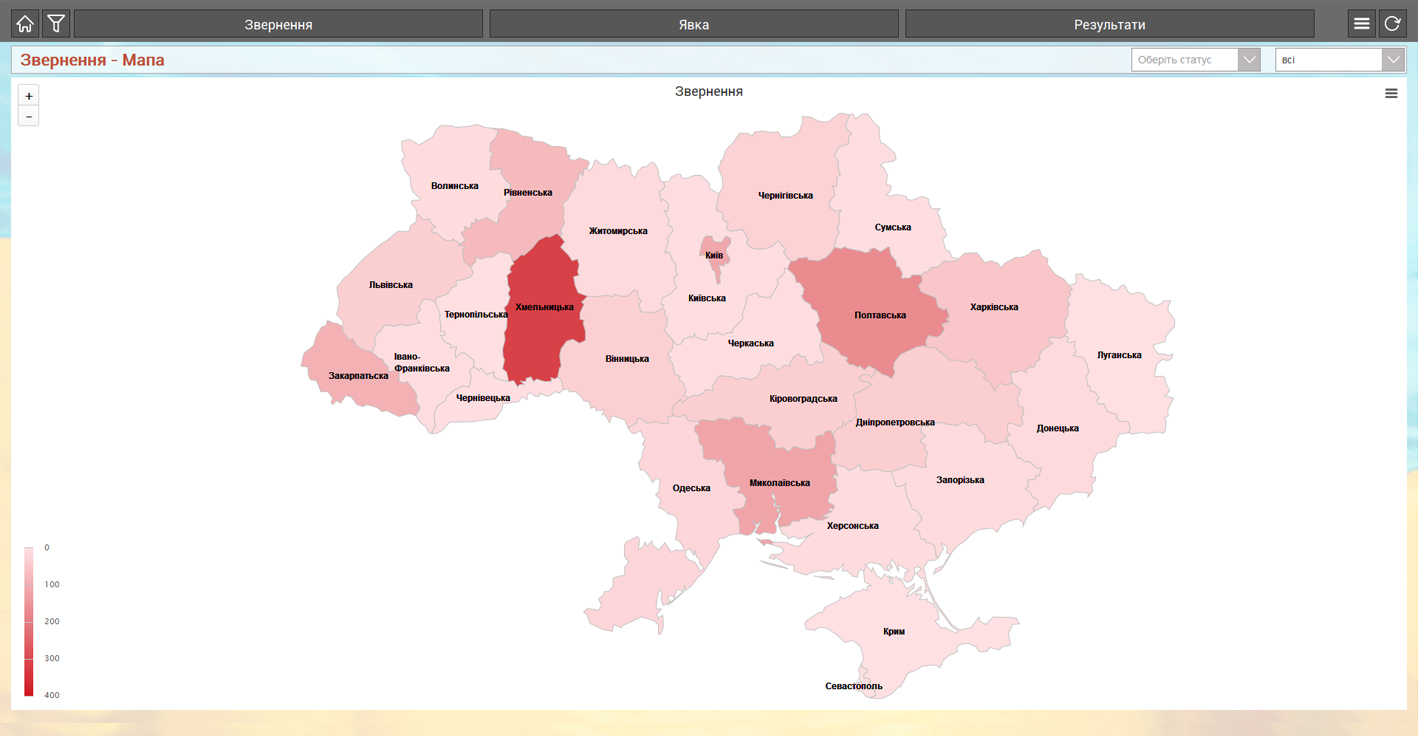 Звернення
Явка
Результати
Звернення - Мапа
Оберіть статус
всі
Звернення
+
−
Волинська
Рівненська
Житомирська
Чернігівська
Сумська
Київ
Львівська
Тернопільська
Хмельницька
Київська
Полтавська
Харківська
Черкаська
Луганська
Вінницька
Івано-
Франківська
Закарпатська
Чернівецька
Кіровоградська
Дніпропетровська
Донецька
Запорізька
Миколаївська
Одеська
Херсонська
Крим
Севастополь
0
100
200
300
400